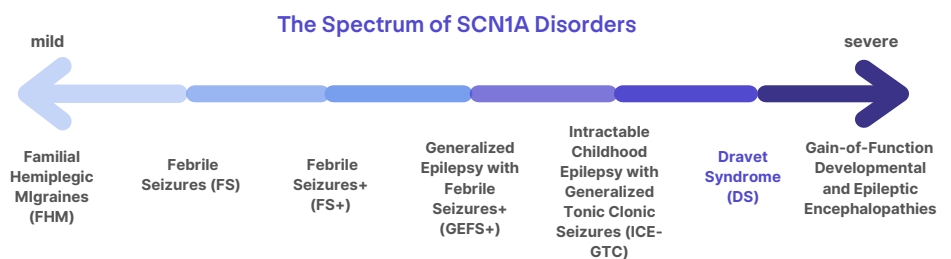 The Spectrum of SCN1A Disorders
mild
severe
Familial
Hemiplegic
MIgraines
(FHM)
Febrile
Seizures (FS)
Febrile
Seizures+
(FS+)
Generalized
Epilepsy with
Febrile
Seizures+
(GEFS+)
Intractable
Childhood
Epilepsy with
Generalized
Tonic Clonic
Seizures (ICE-
GTC)
Dravet
Syndrome
(DS)
Gain-of-Function
Developmental
and Epileptic
Encephalopathies